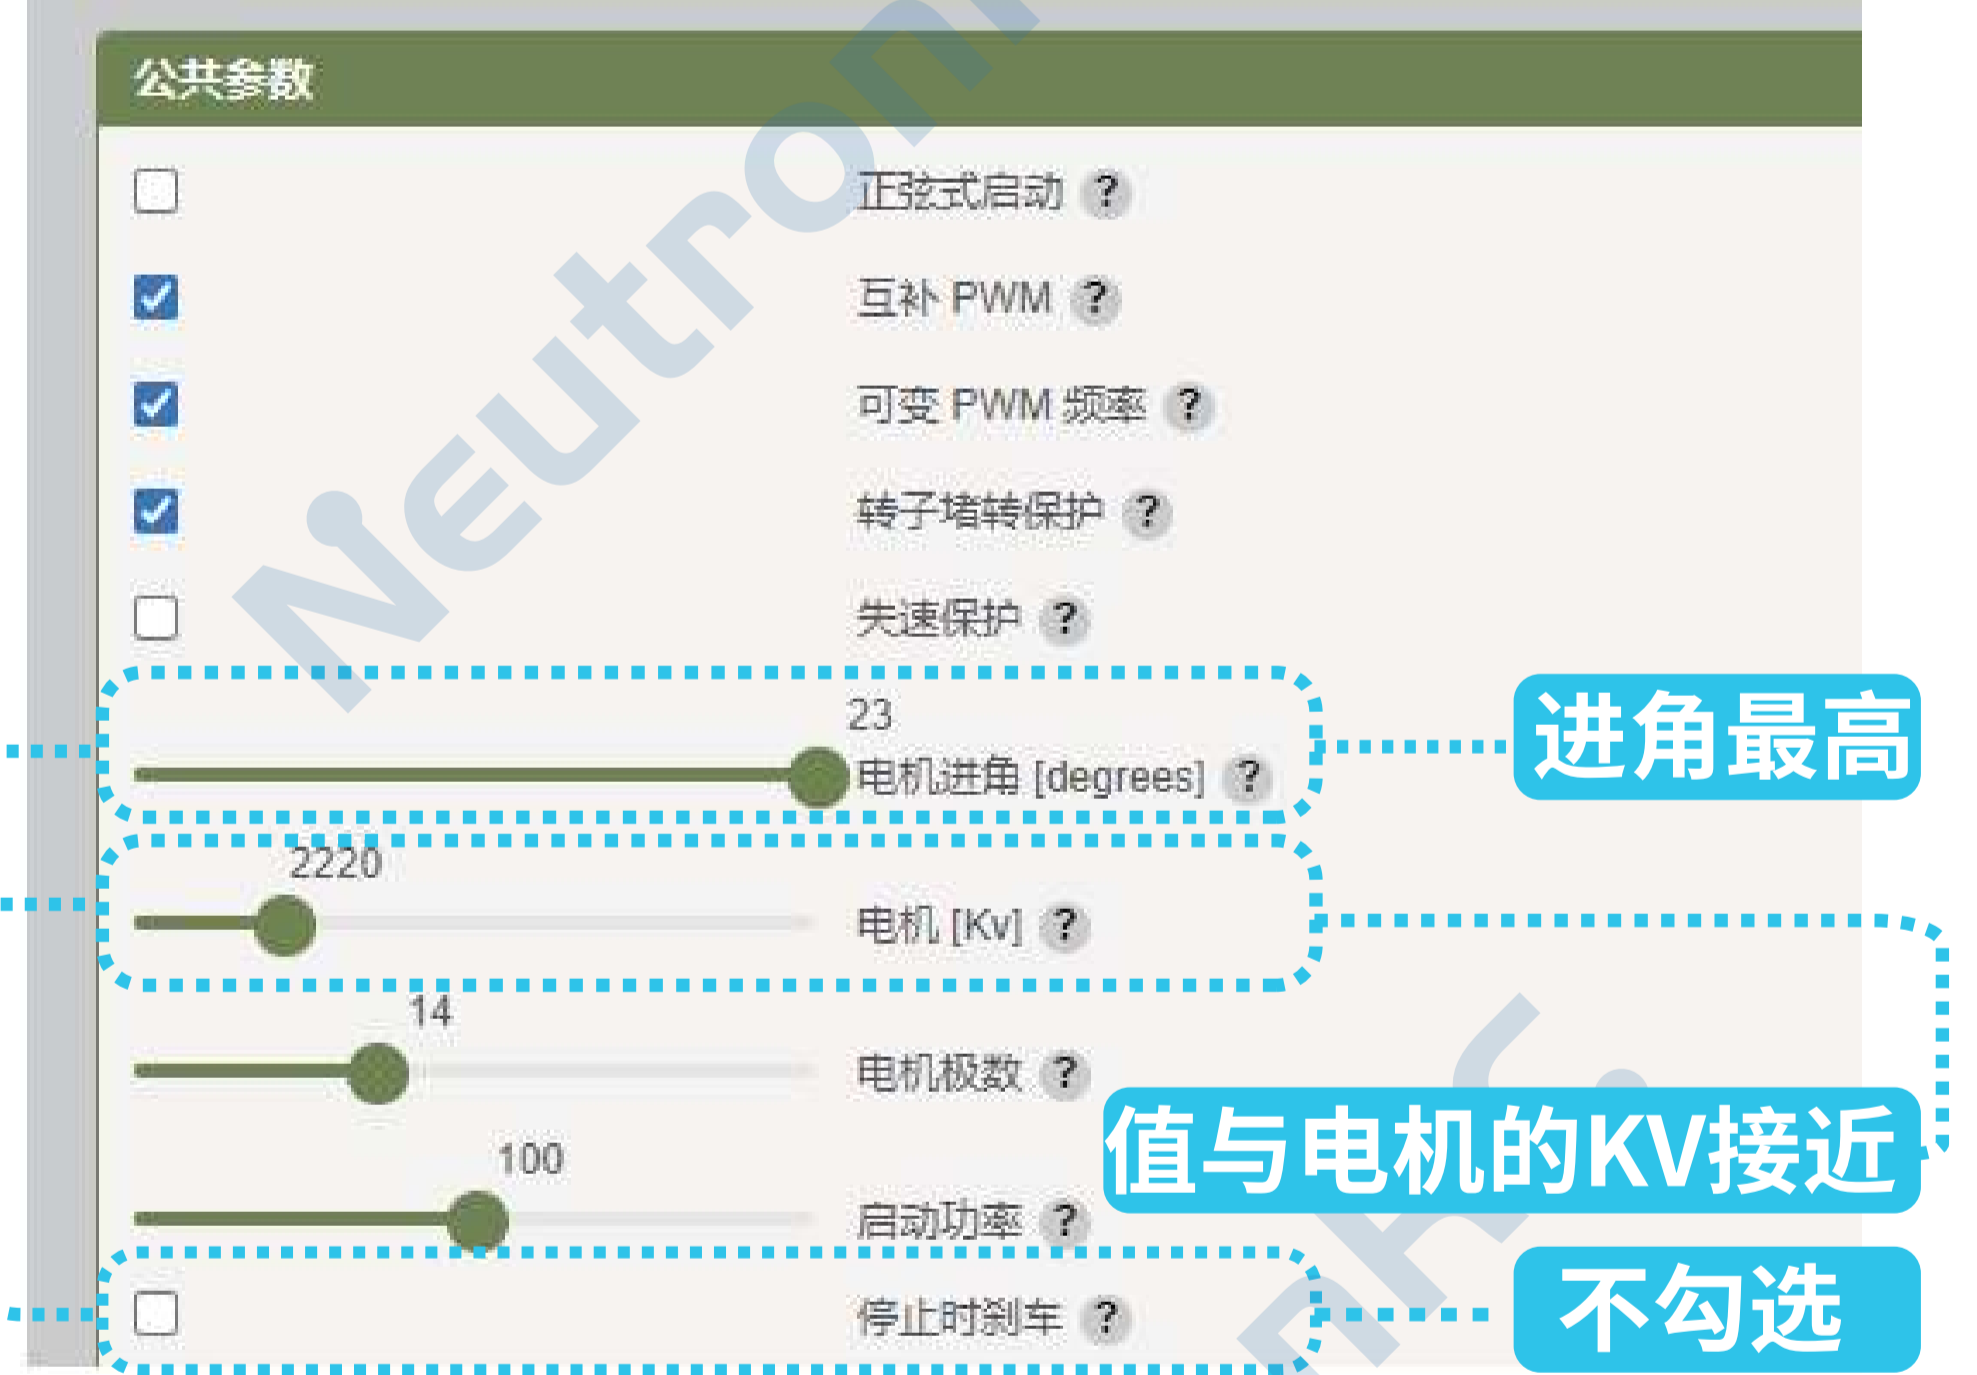 公共参数
正弦式启动 ?
互补 PWM ?
可变 PWM 频率 ?
转子堵转保护 ?
失速保护 ?
23
电机进角 [degrees] ?
进角最高
2220
电机 [Kv] ?
14
电机极数 ?
值与电机的KV接近
100
启动功率 ?
停止时刹车 ?
不勾选
Neutron